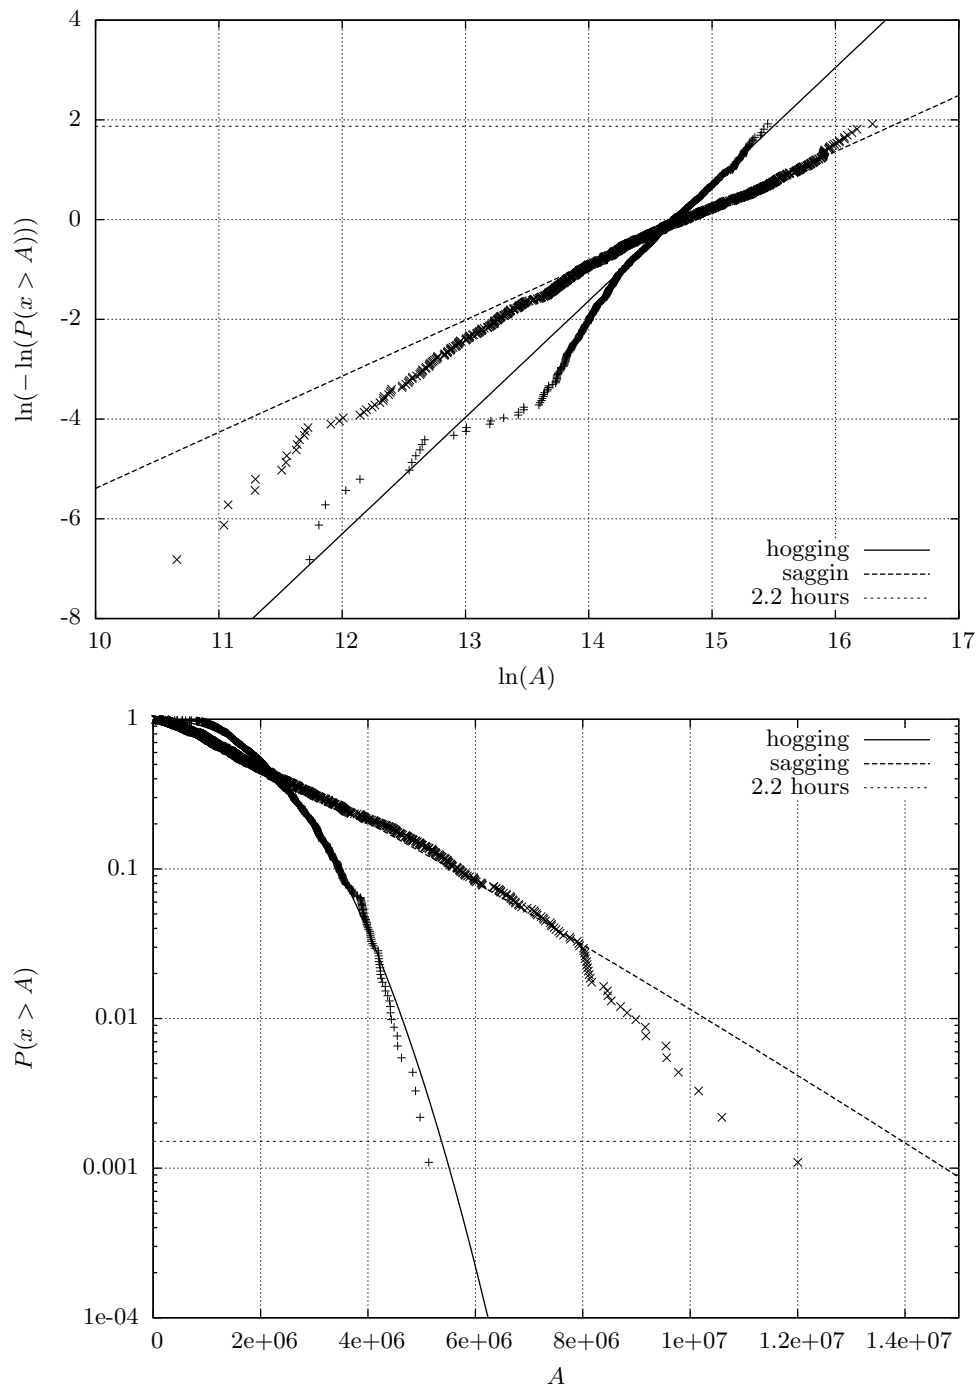 4
2
0
-2
-4
-6
-8
ln(− ln(P(x > A)))
hogging
saggin
2.2 hours
10 11 12 13 14 15 16 17
ln(A)
1
0.1
0.01
0.001
1e-04
P(x > A)
hogging
sagging
2.2 hours
0 2e+06 4e+06 6e+06 8e+06 1e+07 1.2e+07 1.4e+07
A